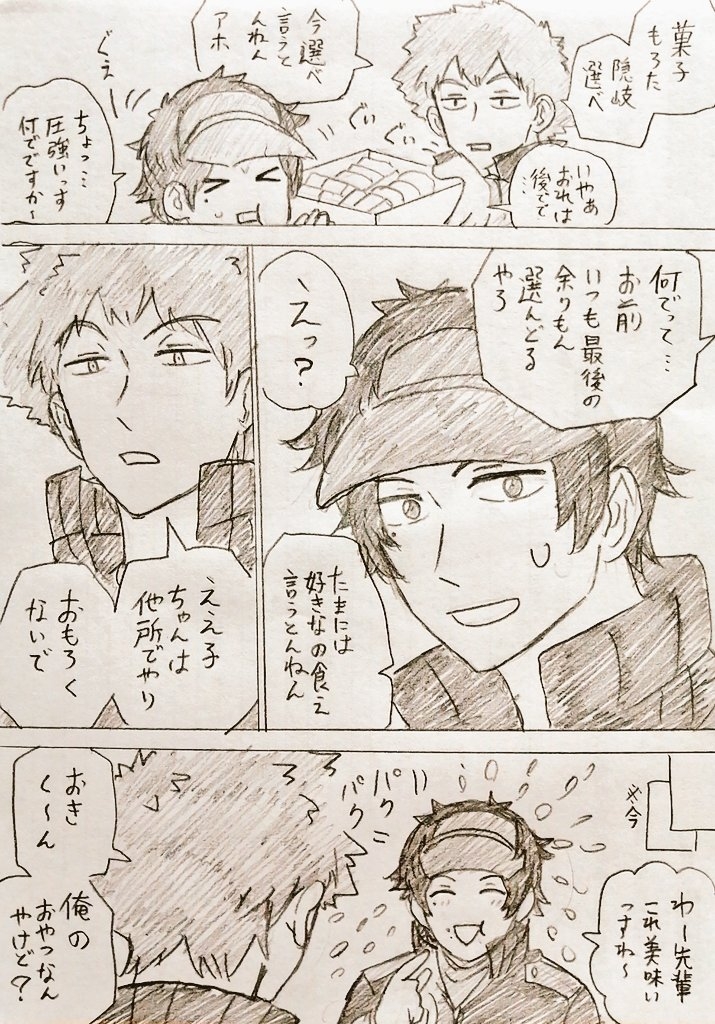 菓子
もろた
隠岐
選べ
いやぁ
おれは
後でで
…
今選べ
言うと
んねん
アホ
ぐい
ぐい
ぐえー
ちょっ…
圧強いっす
何でですか～
何でって…
お前
いつも最後の
余りもん
選んどる
やろ
えっ?
たまには
好きなの食え
言うとんねん
ええ子
ちゃんは
他所でやり
おもろく
ないで
※今
わー先輩
これ美味い
っすわ～
パク
パク
おき
く～ん
俺の
おやつなん
やけど?